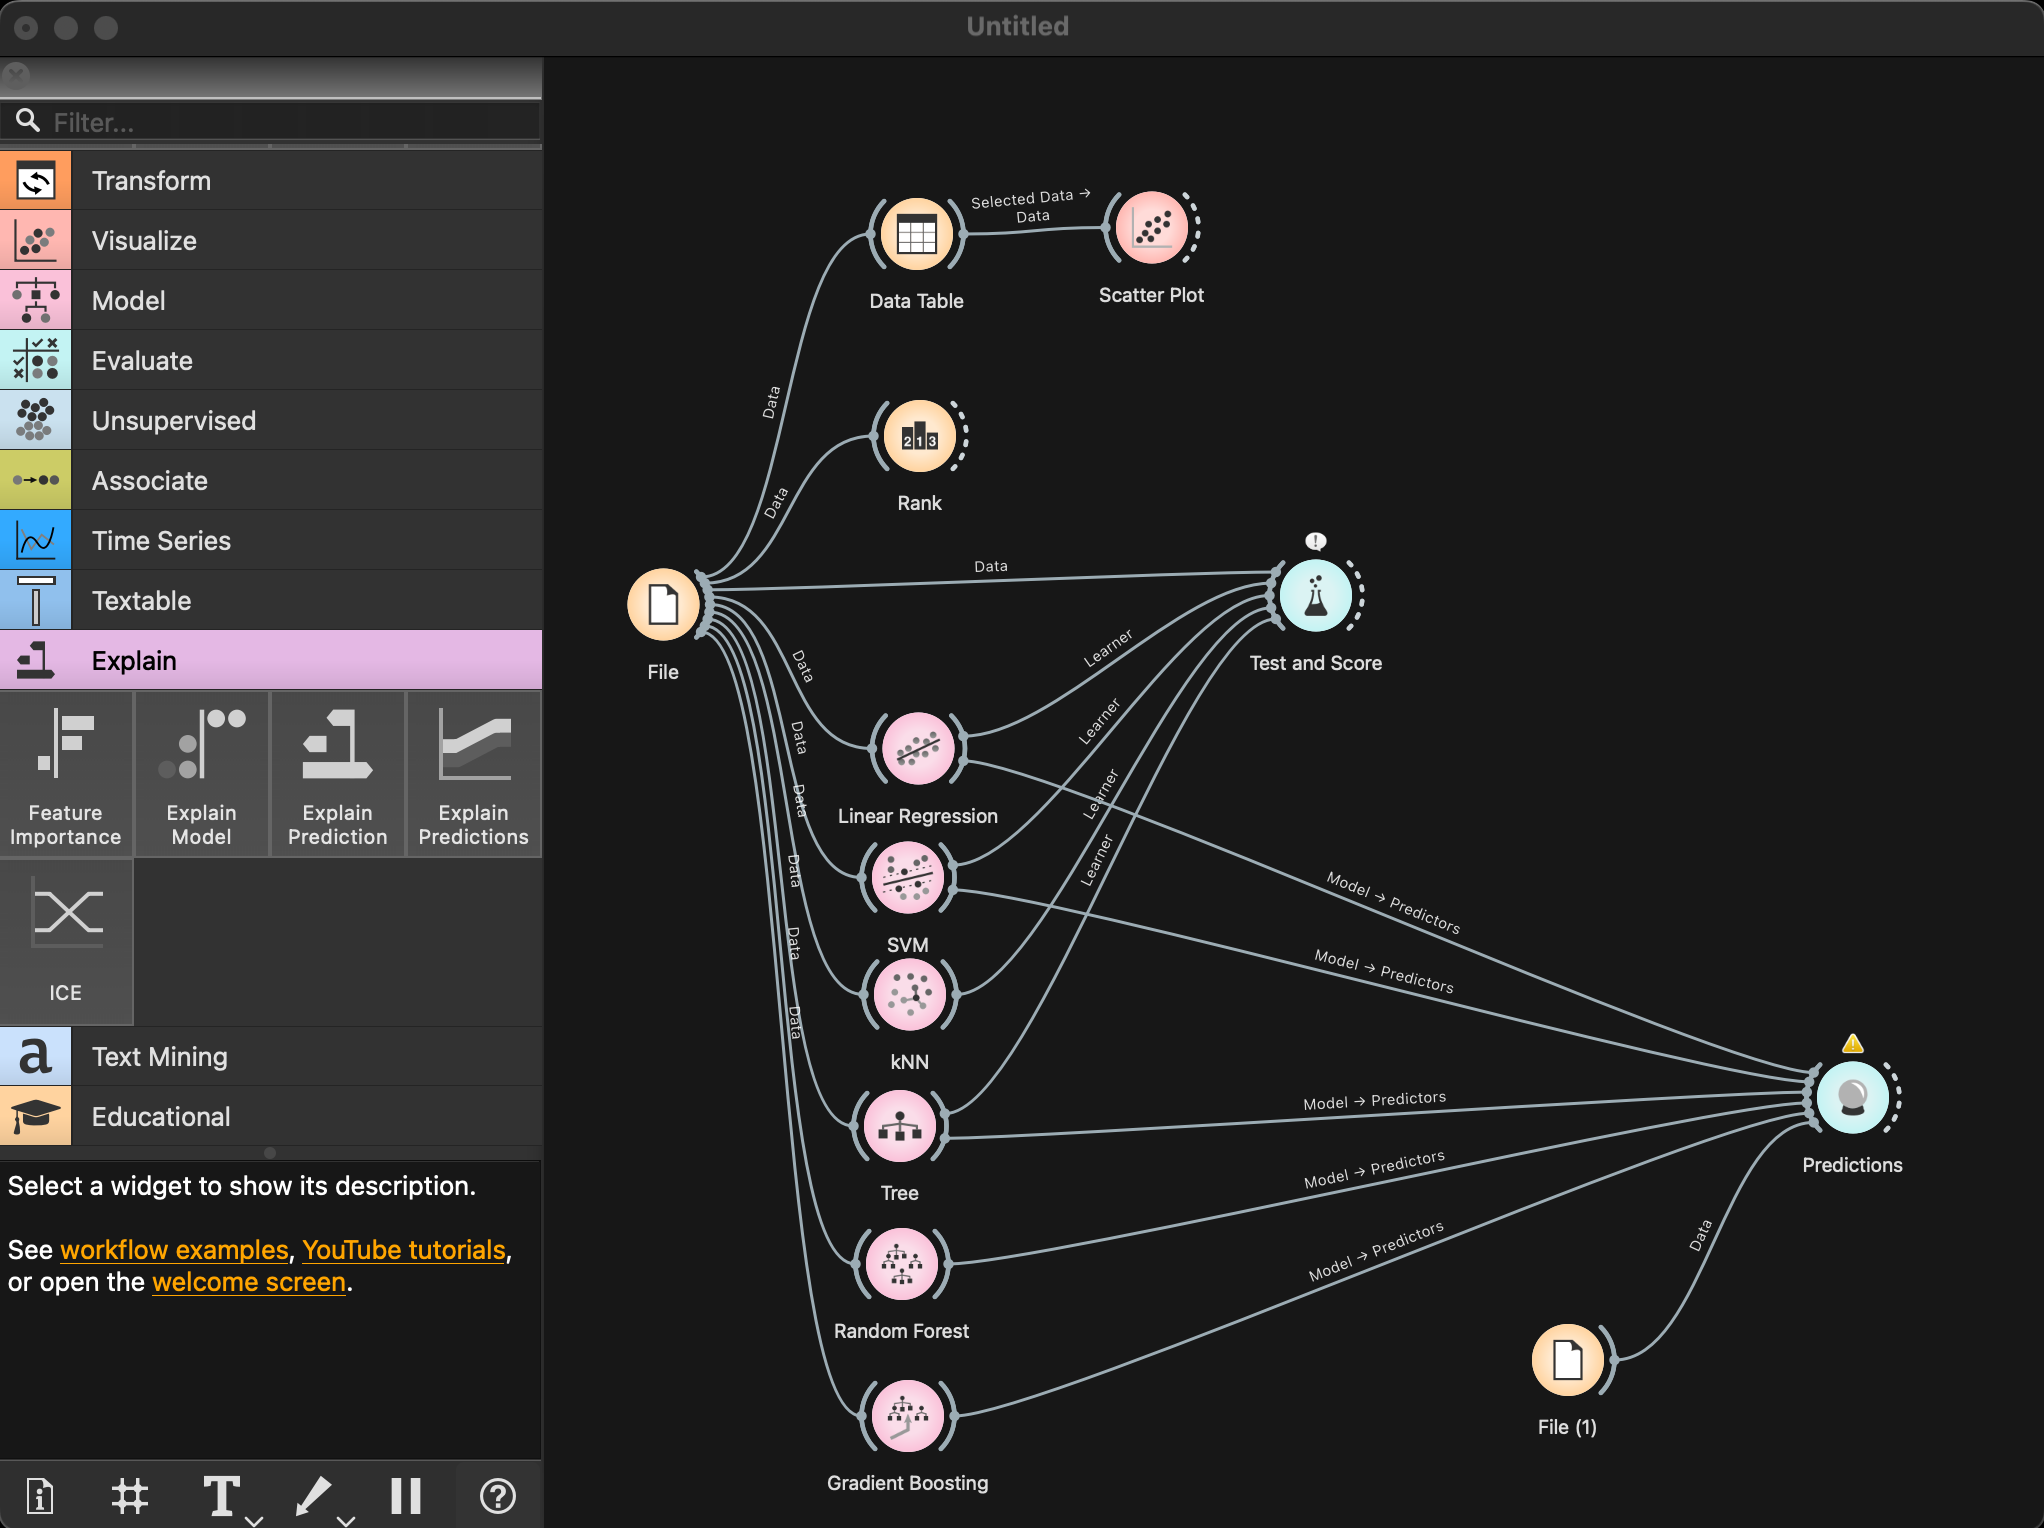 Untitled
Filter...
Transform
Visualize
Model
Evaluate
Unsupervised
Associate
Time Series
Textable
Explain
Feature
Importance
Explain
Model
Explain
Prediction
Explain
Predictions
ICE
a
Text Mining
Educational
Select a widget to show its description.
See workflow examples, YouTube tutorials,
or open the welcome screen.
Selected Data →
Data
Data Table
Scatter Plot
Data
2 1 3
Rank
Data
Data
File
Test and Score
Data
Learner
Linear Regression
Data
Learner
SVM
Data
Learner
kNN
Data
Learner
Tree
Data
Random Forest
Data
Gradient Boosting
Model → Predictors
Model → Predictors
Model → Predictors
Model → Predictors
Model → Predictors
Predictions
Data
File (1)